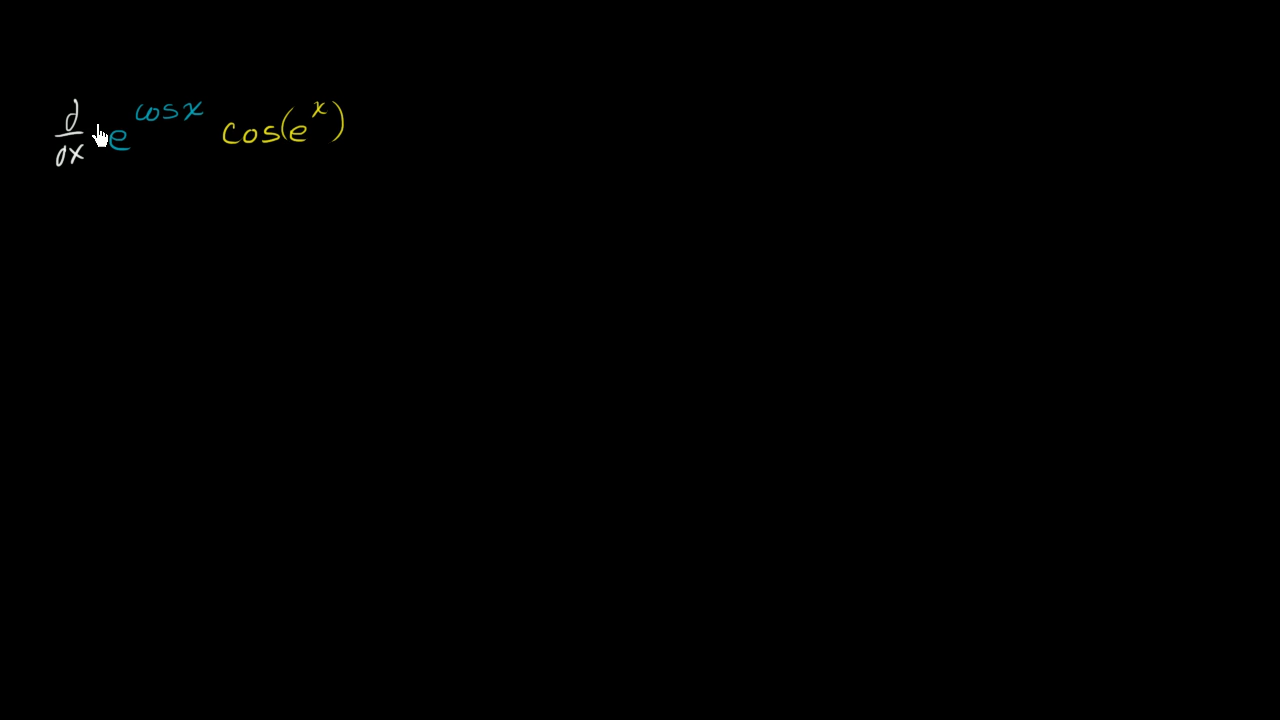 d/dx e^{cos x} cos(e^x)